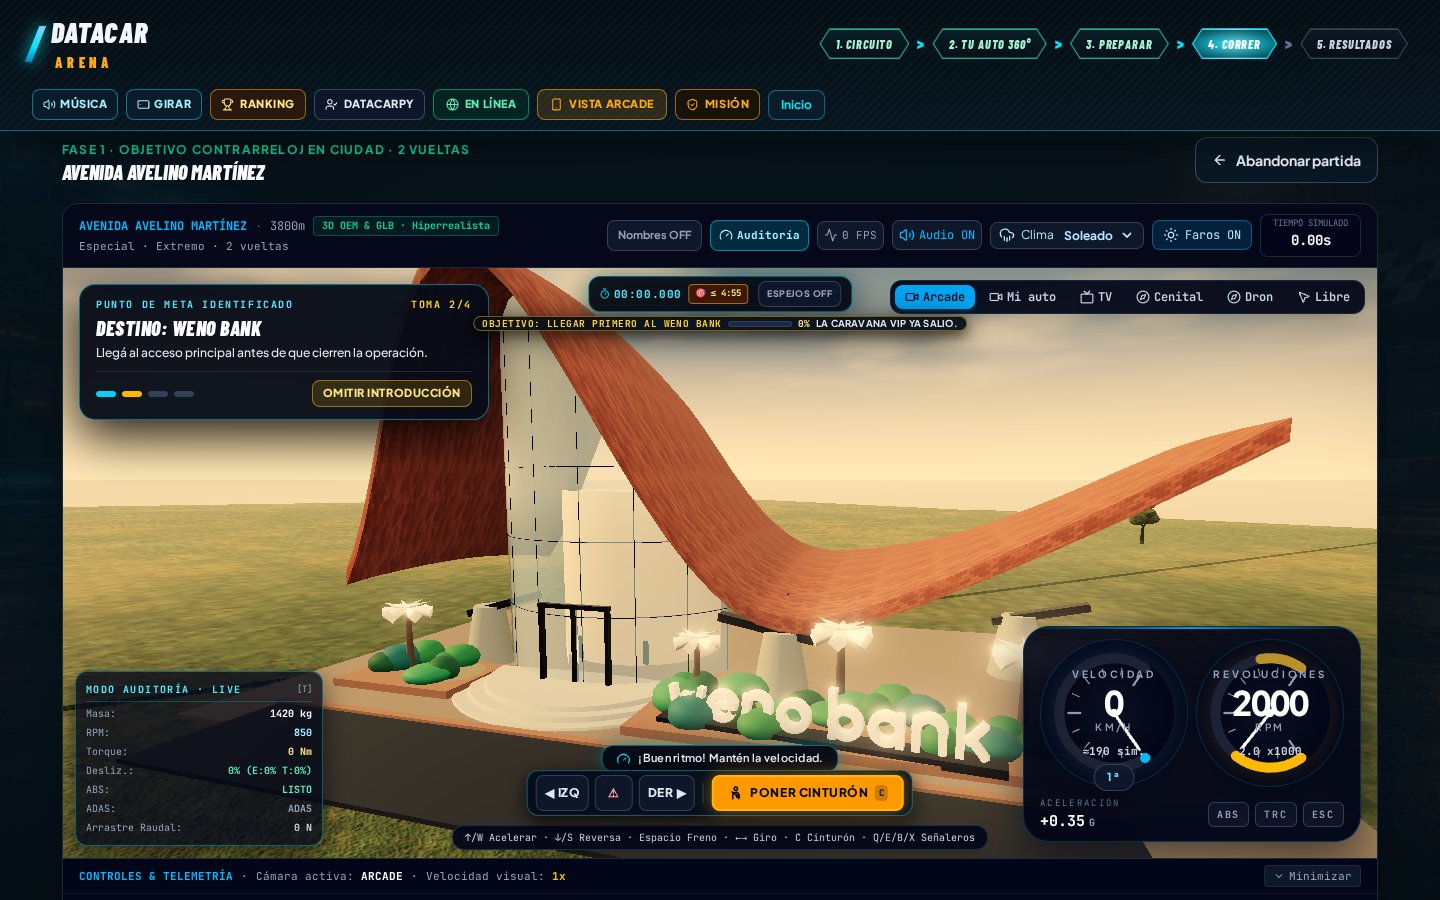 DATACAR
ARENA
1. CIRCUITO > 2. TU AUTO 360° > 3. PREPARAR > 4. CORRER > 5. RESULTADOS
MÚSICA GIRAR RANKING DATACARPY EN LÍNEA VISTA ARCADE MISIÓN Inicio
FASE 1 · OBJETIVO CONTRARRELOJ EN CIUDAD · 2 VUELTAS
AVENIDA AVELINO MARTÍNEZ
← Abandonar partida
AVENIDA AVELINO MARTÍNEZ · 3800m 3D OEM & GLB · Hiperrealista
Especial · Extremo · 2 vueltas
Nombres OFF Auditoría 0 FPS Audio ON Clima Soleado Faros ON
TIEMPO SIMULADO
0.00s
PUNTO DE META IDENTIFICADO TOMA 2/4
DESTINO: WENO BANK
Llegá al acceso principal antes de que cierren la operación.
OMITIR INTRODUCCIÓN
00:00.000 🎯 ≤ 4:55 ESPEJOS OFF
OBJETIVO: LLEGAR PRIMERO AL WENO BANK 0% LA CARAVANA VIP YA SALIO.
Arcade Mi auto TV Cenital Dron Libre
weno bank
MODO AUDITORÍA · LIVE [T]
Masa: 1420 kg
RPM: 850
Torque: 0 Nm
Desliz.: 0% (E:0% T:0%)
ABS: LISTO
ADAS: ADAS
Arrastre Raudal: 0 N
¡Buen ritmo! Mantén la velocidad.
◀ IZQ ⚠ DER ▶ PONER CINTURÓN C
↑/W Acelerar · ↓/S Reversa · Espacio Freno · ←→ Giro · C Cinturón · Q/E/B/X Señaleros
VELOCIDAD
0
KM/H
≈190 sim.
1ª
REVOLUCIONES
2000
RPM
2.0 x1000
ACELERACIÓN
+0.35 G
ABS TRC ESC
CONTROLES & TELEMETRÍA · Cámara activa: ARCADE · Velocidad visual: 1x
Minimizar